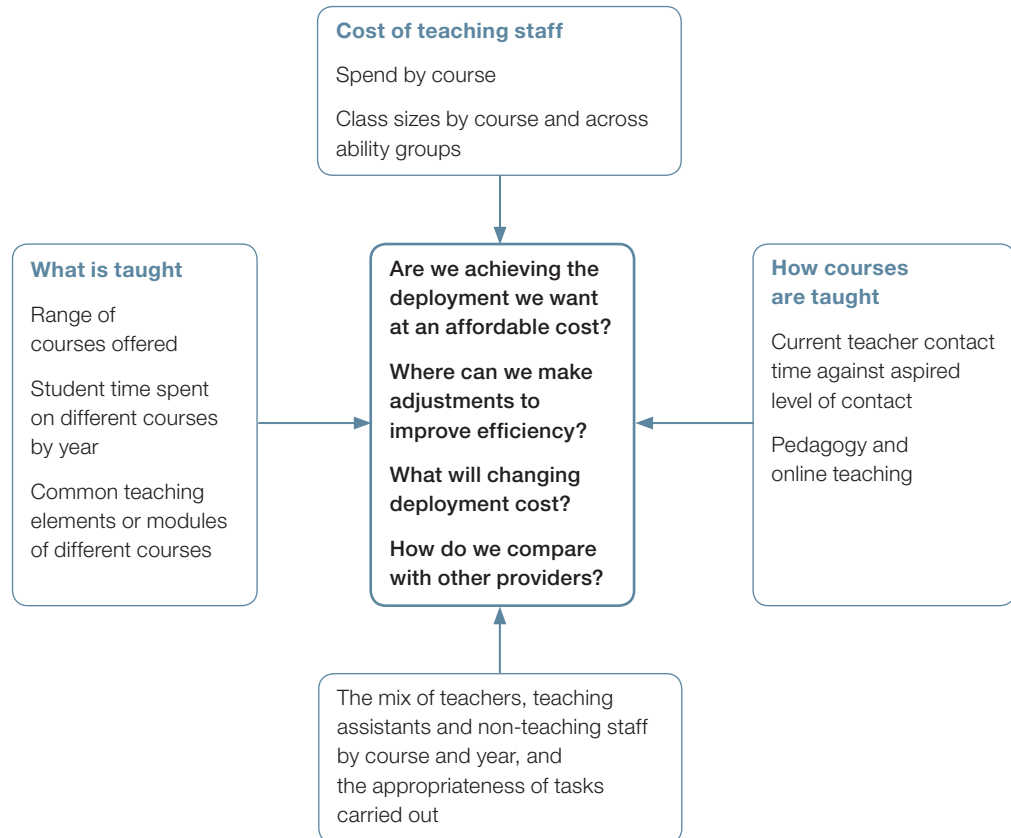 Cost of teaching staff
Spend by course
Class sizes by course and across
ability groups
What is taught
Range of
courses offered
Student time spent
on different courses
by year
Common teaching
elements or modules
of different courses
Are we achieving the
deployment we want
at an affordable cost?
Where can we make
adjustments to
improve efficiency?
What will changing
deployment cost?
How do we compare
with other providers?
How courses
are taught
Current teacher contact
time against aspired
level of contact
Pedagogy and
online teaching
The mix of teachers, teaching
assistants and non-teaching staff
by course and year, and
the appropriateness of tasks
carried out